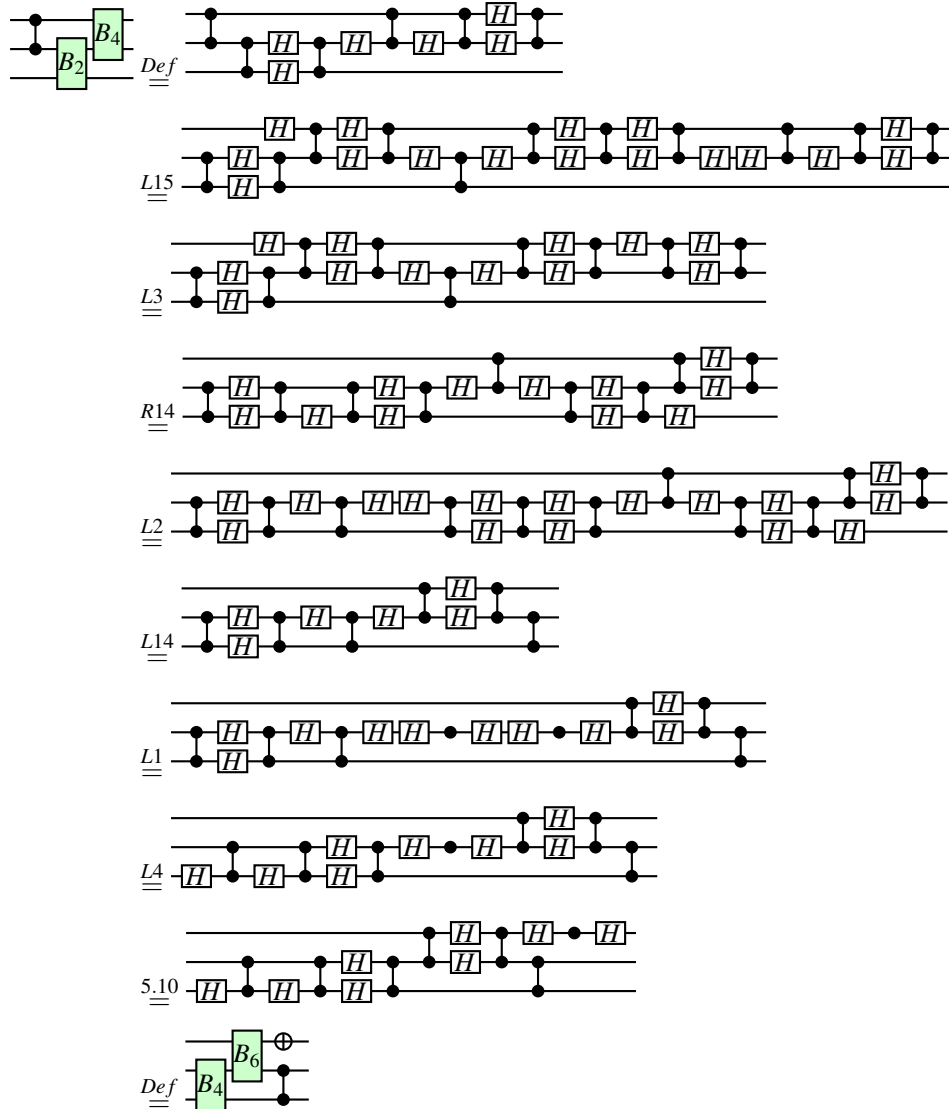 H
B₄
H H H H
B₂
Def
= H
H H H H H
H H H H H H H H H H
L15
= H
H H H H H
H H H H H H
L3
= H
H
H H H H H H
R14
= H H H H H
H
H H H H H H H H H H
L2
= H H H H H
H
H H H H
L14
= H
H
H H H H H H H H
L1
= H
H
H H H H
L4
= H H H
H H H
H H
5.10
= H H H
B₆
B₄
Def
=